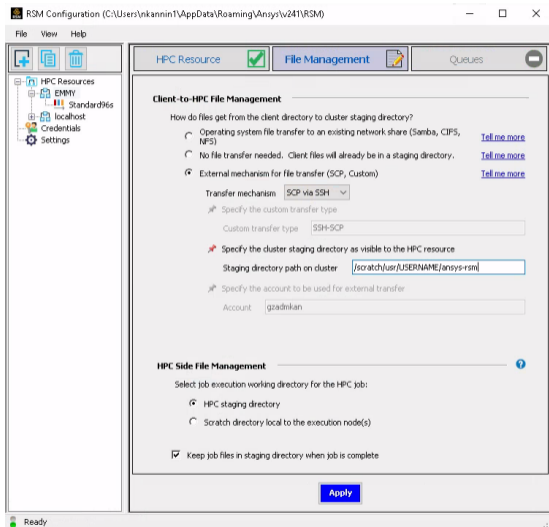 RSM Configuration (C:\Users\nkannin1\AppData\Roaming\Ansys\v241\RSM)
File View Help
HPC Resource File Management Queues
HPC Resources
EMMY
Standard96s
localhost
Credentials
Settings
Client-to-HPC File Management
How do files get from the client directory to cluster staging directory?
Operating system file transfer to an existing network share (Samba, CIFS, Tell me more
NFS)
No file transfer needed. Client files will already be in a staging directory. Tell me more
External mechanism for file transfer (SCP, Custom) Tell me more
Transfer mechanism SCP via SSH
Specify the custom transfer type
Custom transfer type SSH-SCP
Specify the cluster staging directory as visible to the HPC resource
Staging directory path on cluster /scratch/usr/USERNAME/ansys-rsm
Specify the account to be used for external transfer
Account gzadmkan
HPC Side File Management
Select job execution working directory for the HPC job:
HPC staging directory
Scratch directory local to the execution node(s)
Keep job files in staging directory when job is complete
Apply
Ready